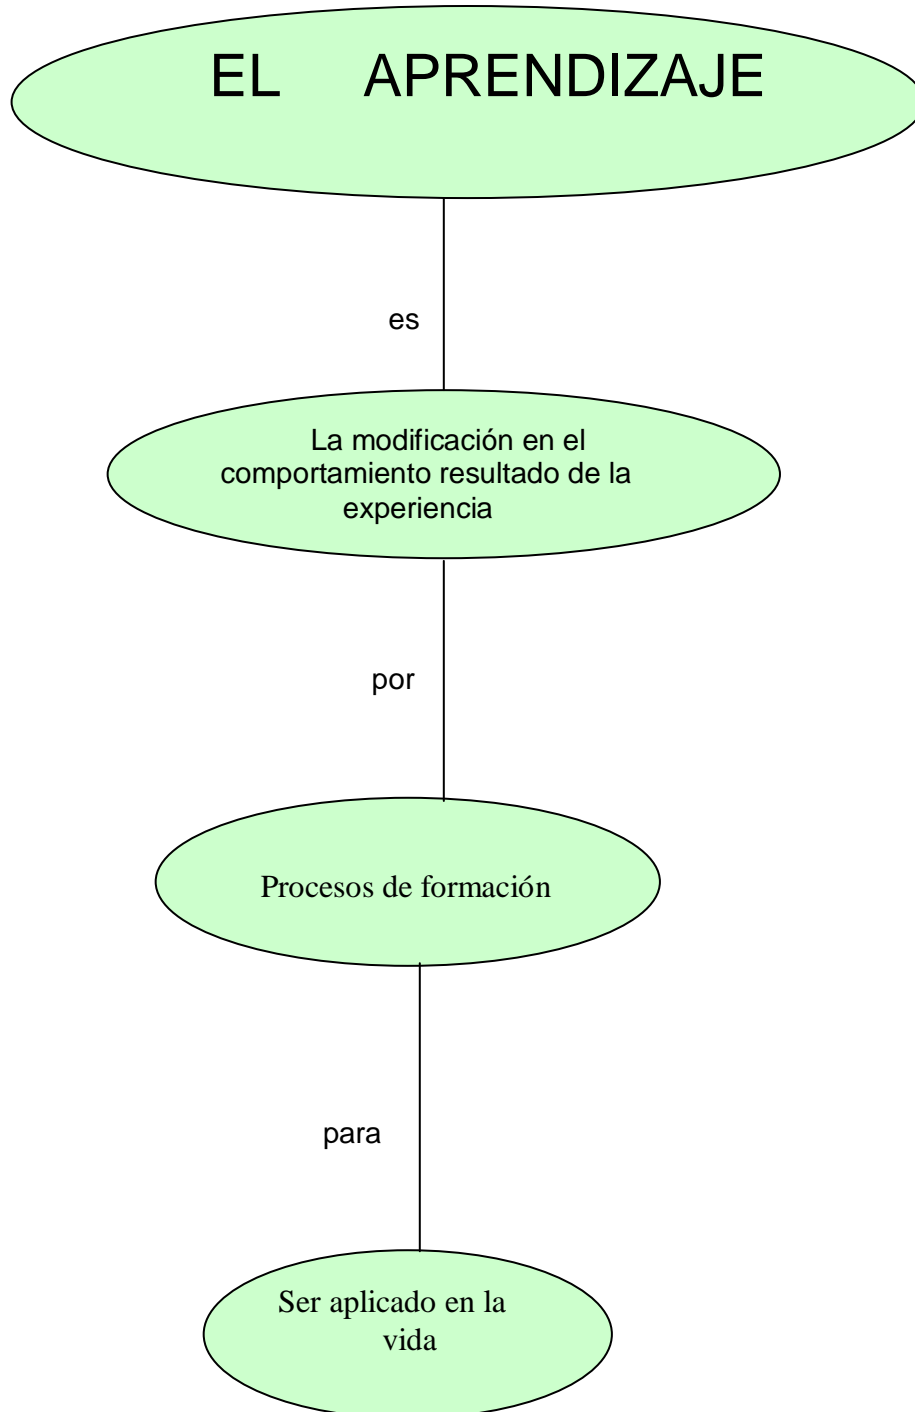 EL APRENDIZAJE
es
La modificación en el
comportamiento resultado de la
experiencia
por
Procesos de formación
para
Ser aplicado en la
vida